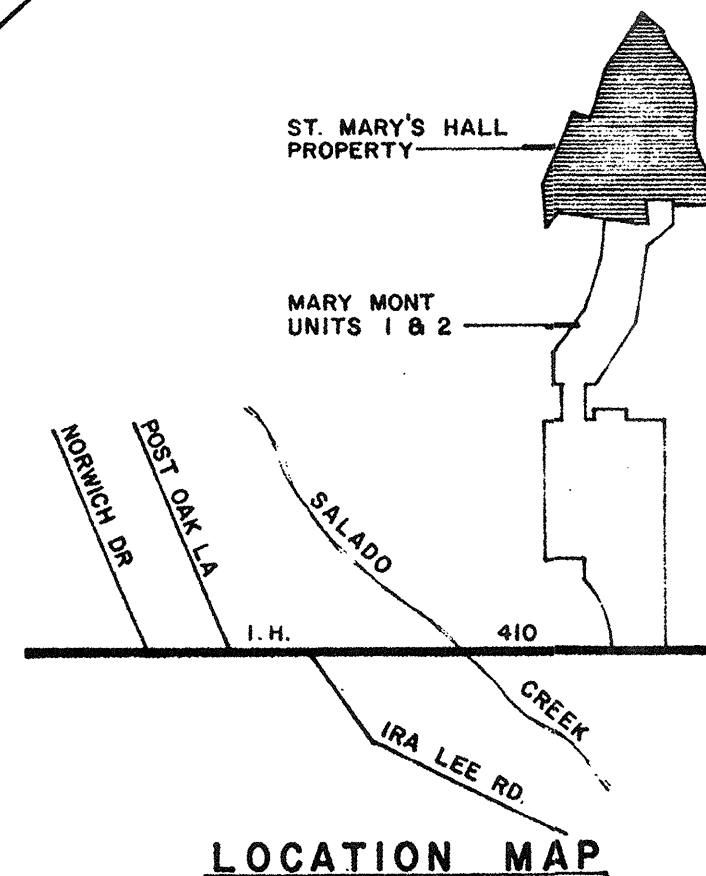 ST. MARY'S HALL
PROPERTY
MARY MONT
UNITS 1 & 2
NORWICH DR
POST OAK LA
SALADO
I.H. 410
CREEK
IRA LEE RD.
LOCATION MAP